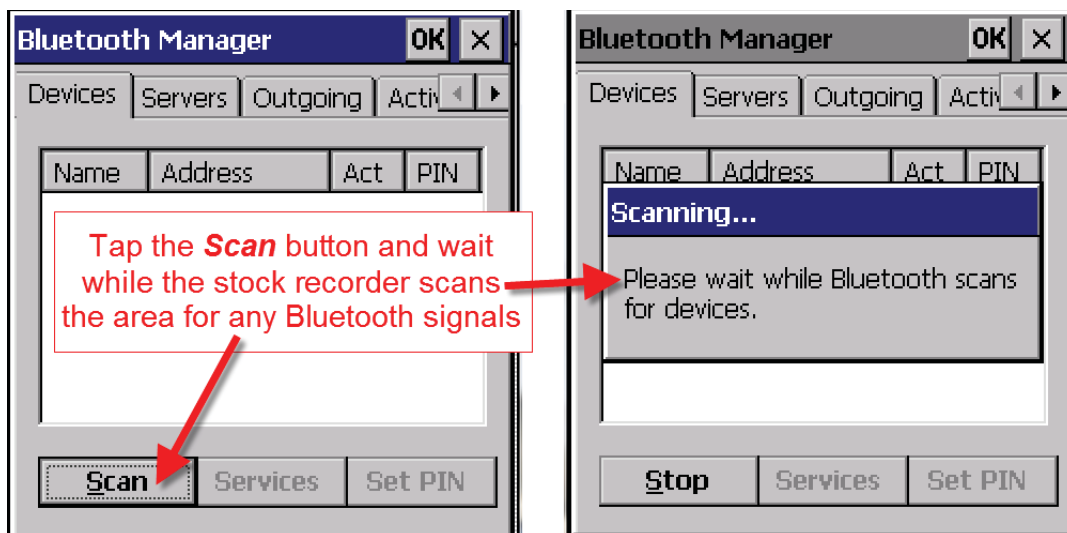 Bluetooth Manager OK ×
Devices Servers Outgoing Activ
Name Address Act PIN
Tap the Scan button and wait
while the stock recorder scans
the area for any Bluetooth signals
Scan Services Set PIN
Bluetooth Manager OK ×
Devices Servers Outgoing Activ
Name Address Act PIN
Scanning...
Please wait while Bluetooth scans
for devices.
Stop Services Set PIN